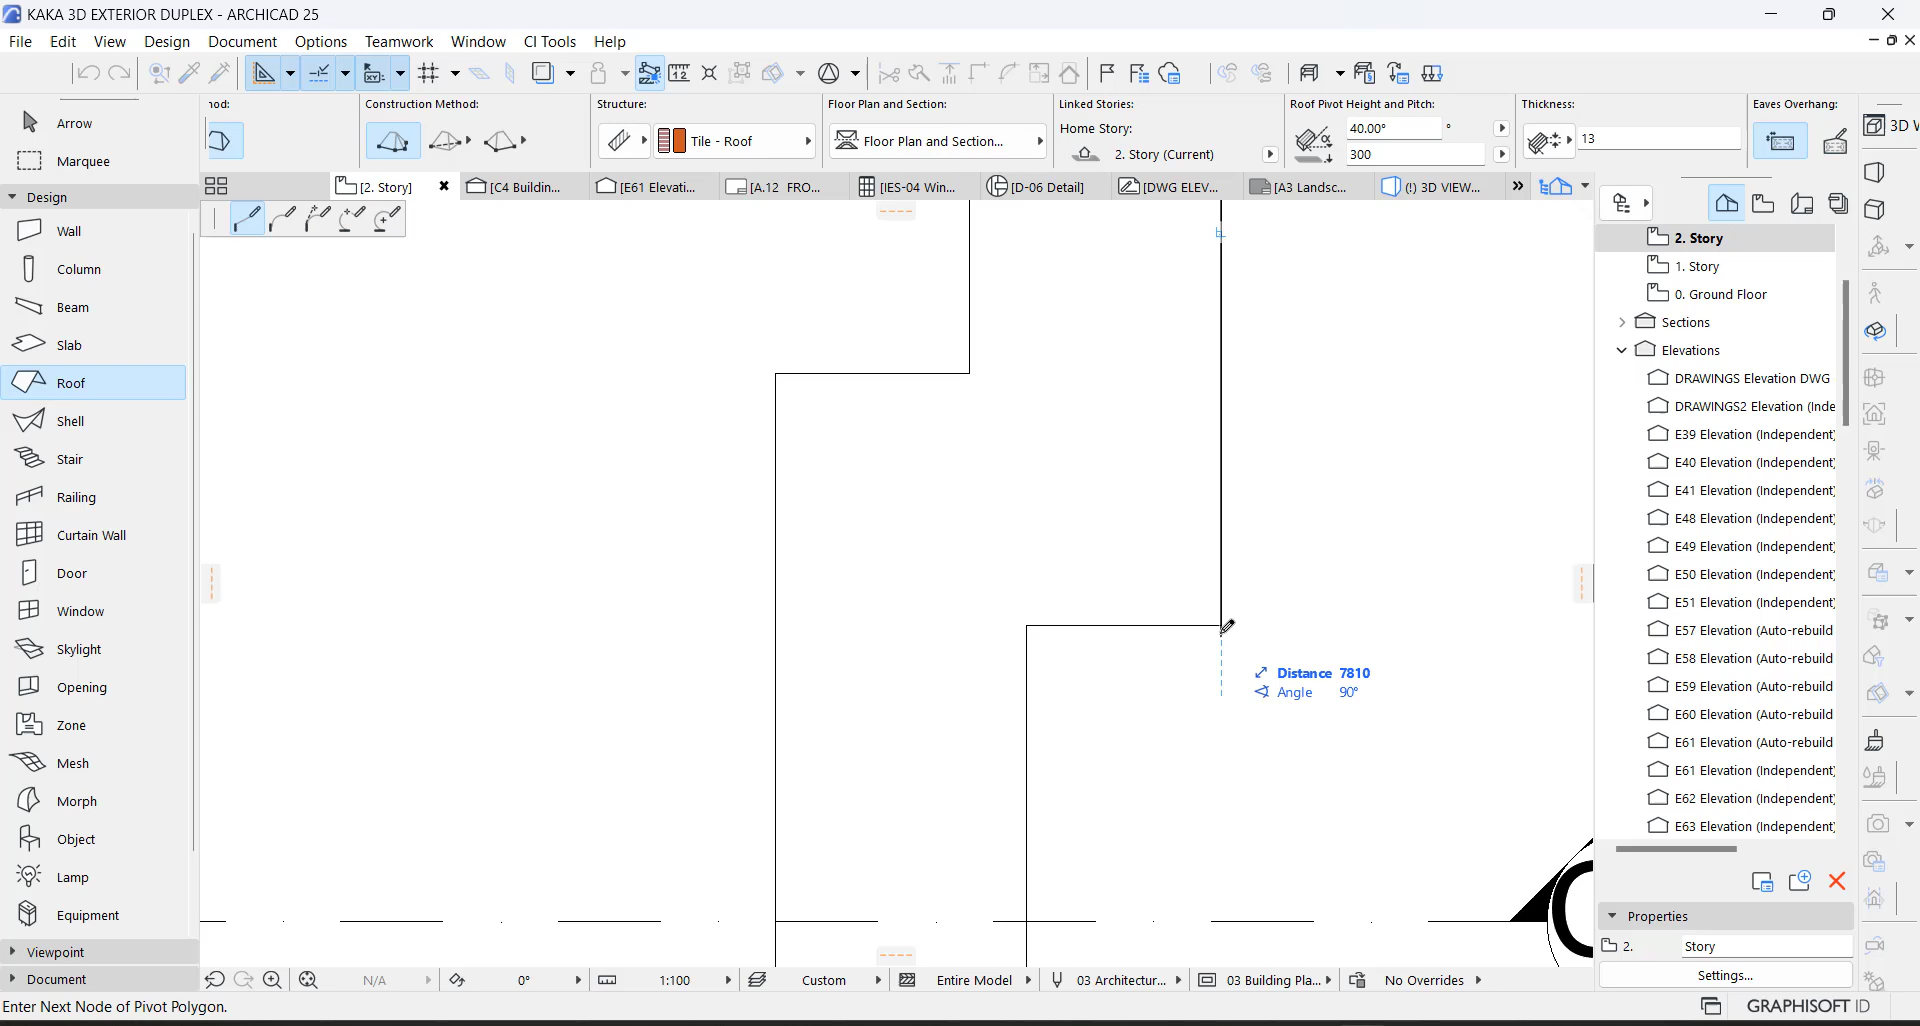 KAKA 3D EXTERIOR DUPLEX - ARCHICAD 25
File Edit View Design Document Options Teamwork Window CI Tools Help
Construction Method: Structure: Floor Plan and Section: Linked Stories: Roof Pivot Height and Pitch: Thickness: Eaves Overhang:
Arrow
Marquee
Tile - Roof
Floor Plan and Section...
Home Story:
2. Story (Current)
40.00° °
300
13
[2. Story] [C4 Buildin... [E61 Elevati... [A.12 FRO... [IES-04 Win... [D-06 Detail] [DWG ELEV... [A3 Landsc... (!) 3D VIEW...
Design
Wall
Column
Beam
Slab
Roof
Shell
Stair
Railing
Curtain Wall
Door
Window
Skylight
Opening
Zone
Mesh
Morph
Object
Lamp
Equipment
Viewpoint
Document
Distance 7810
Angle 90°
2. Story
1. Story
0. Ground Floor
Sections
Elevations
DRAWINGS Elevation DWG
DRAWINGS2 Elevation (Inde
E39 Elevation (Independent)
E40 Elevation (Independent)
E41 Elevation (Independent)
E48 Elevation (Independent)
E49 Elevation (Independent)
E50 Elevation (Independent)
E51 Elevation (Independent)
E57 Elevation (Auto-rebuild
E58 Elevation (Auto-rebuild
E59 Elevation (Auto-rebuild
E60 Elevation (Auto-rebuild
E61 Elevation (Auto-rebuild
E61 Elevation (Independent)
E62 Elevation (Independent)
E63 Elevation (Independent)
Properties
2. Story
Settings...
N/A 0° 1:100 Custom Entire Model 03 Architectur... 03 Building Pla... No Overrides
Enter Next Node of Pivot Polygon.
GRAPHISOFT ID